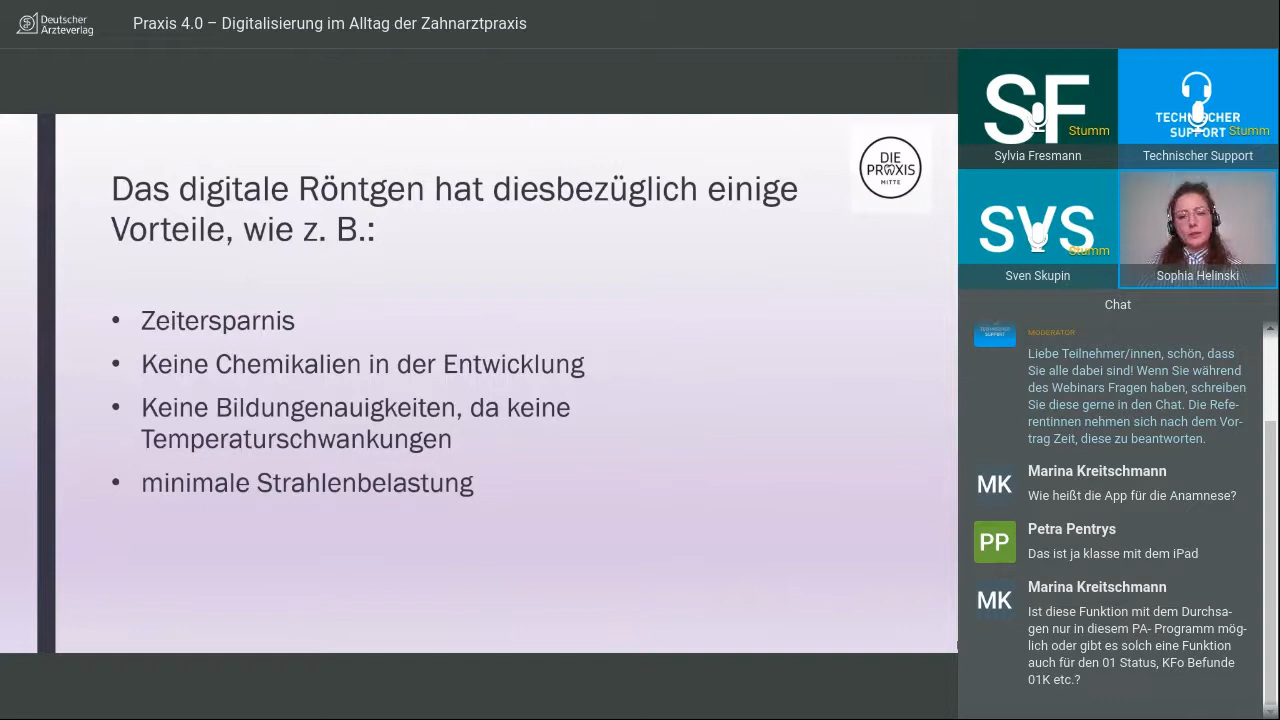 Deutscher
Ärzteverlag
Praxis 4.0 – Digitalisierung im Alltag der Zahnarztpraxis
DIE
PRAXIS
MITTE
Das digitale Röntgen hat diesbezüglich einige
Vorteile, wie z. B.:
• Zeitersparnis
• Keine Chemikalien in der Entwicklung
• Keine Bildungenauigkeiten, da keine
Temperaturschwankungen
• minimale Strahlenbelastung
SF
Stumm
Sylvia Fresmann
TECHNISCHER
SUPPORT
Stumm
Technischer Support
SVS
Stumm
Sven Skupin
Sophia Helinski
Chat
TECHNISCHER
SUPPORT
MODERATOR
Liebe Teilnehmer/innen, schön, dass
Sie alle dabei sind! Wenn Sie während
des Webinars Fragen haben, schreiben
Sie diese gerne in den Chat. Die Refe-
rentinnen nehmen sich nach dem Vor-
trag Zeit, diese zu beantworten.
MK
Marina Kreitschmann
Wie heißt die App für die Anamnese?
PP
Petra Pentrys
Das ist ja klasse mit dem iPad
MK
Marina Kreitschmann
Ist diese Funktion mit dem Durchsa-
gen nur in diesem PA- Programm mög-
lich oder gibt es solch eine Funktion
auch für den 01 Status, KFo Befunde
01K etc.?